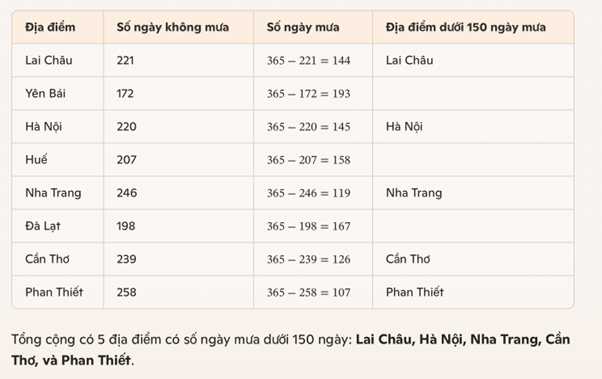 Địa điểm Số ngày không mưa Số ngày mưa Địa điểm dưới 150 ngày mưa
Lai Châu 221 365 – 221 = 144 Lai Châu
Yên Bái 172 365 – 172 = 193
Hà Nội 220 365 – 220 = 145 Hà Nội
Huế 207 365 – 207 = 158
Nha Trang 246 365 – 246 = 119 Nha Trang
Đà Lạt 198 365 – 198 = 167
Cần Thơ 239 365 – 239 = 126 Cần Thơ
Phan Thiết 258 365 – 258 = 107 Phan Thiết
Tổng cộng có 5 địa điểm có số ngày mưa dưới 150 ngày: Lai Châu, Hà Nội, Nha Trang, Cần
Thơ, và Phan Thiết.